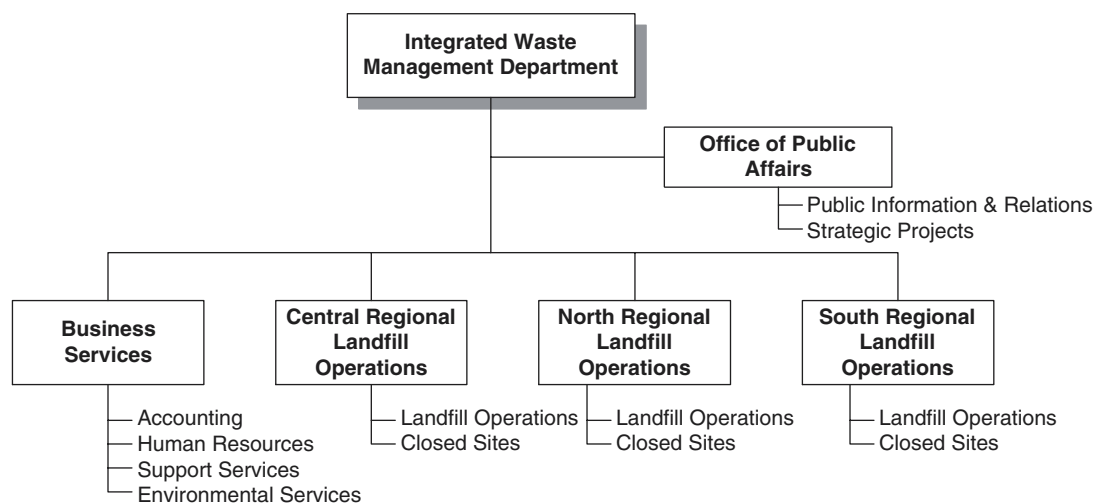 Integrated Waste
Management Department
Office of Public
Affairs
Public Information & Relations
Strategic Projects
Business
Services
Accounting
Human Resources
Support Services
Environmental Services
Central Regional
Landfill
Operations
Landfill Operations
Closed Sites
North Regional
Landfill
Operations
Landfill Operations
Closed Sites
South Regional
Landfill
Operations
Landfill Operations
Closed Sites